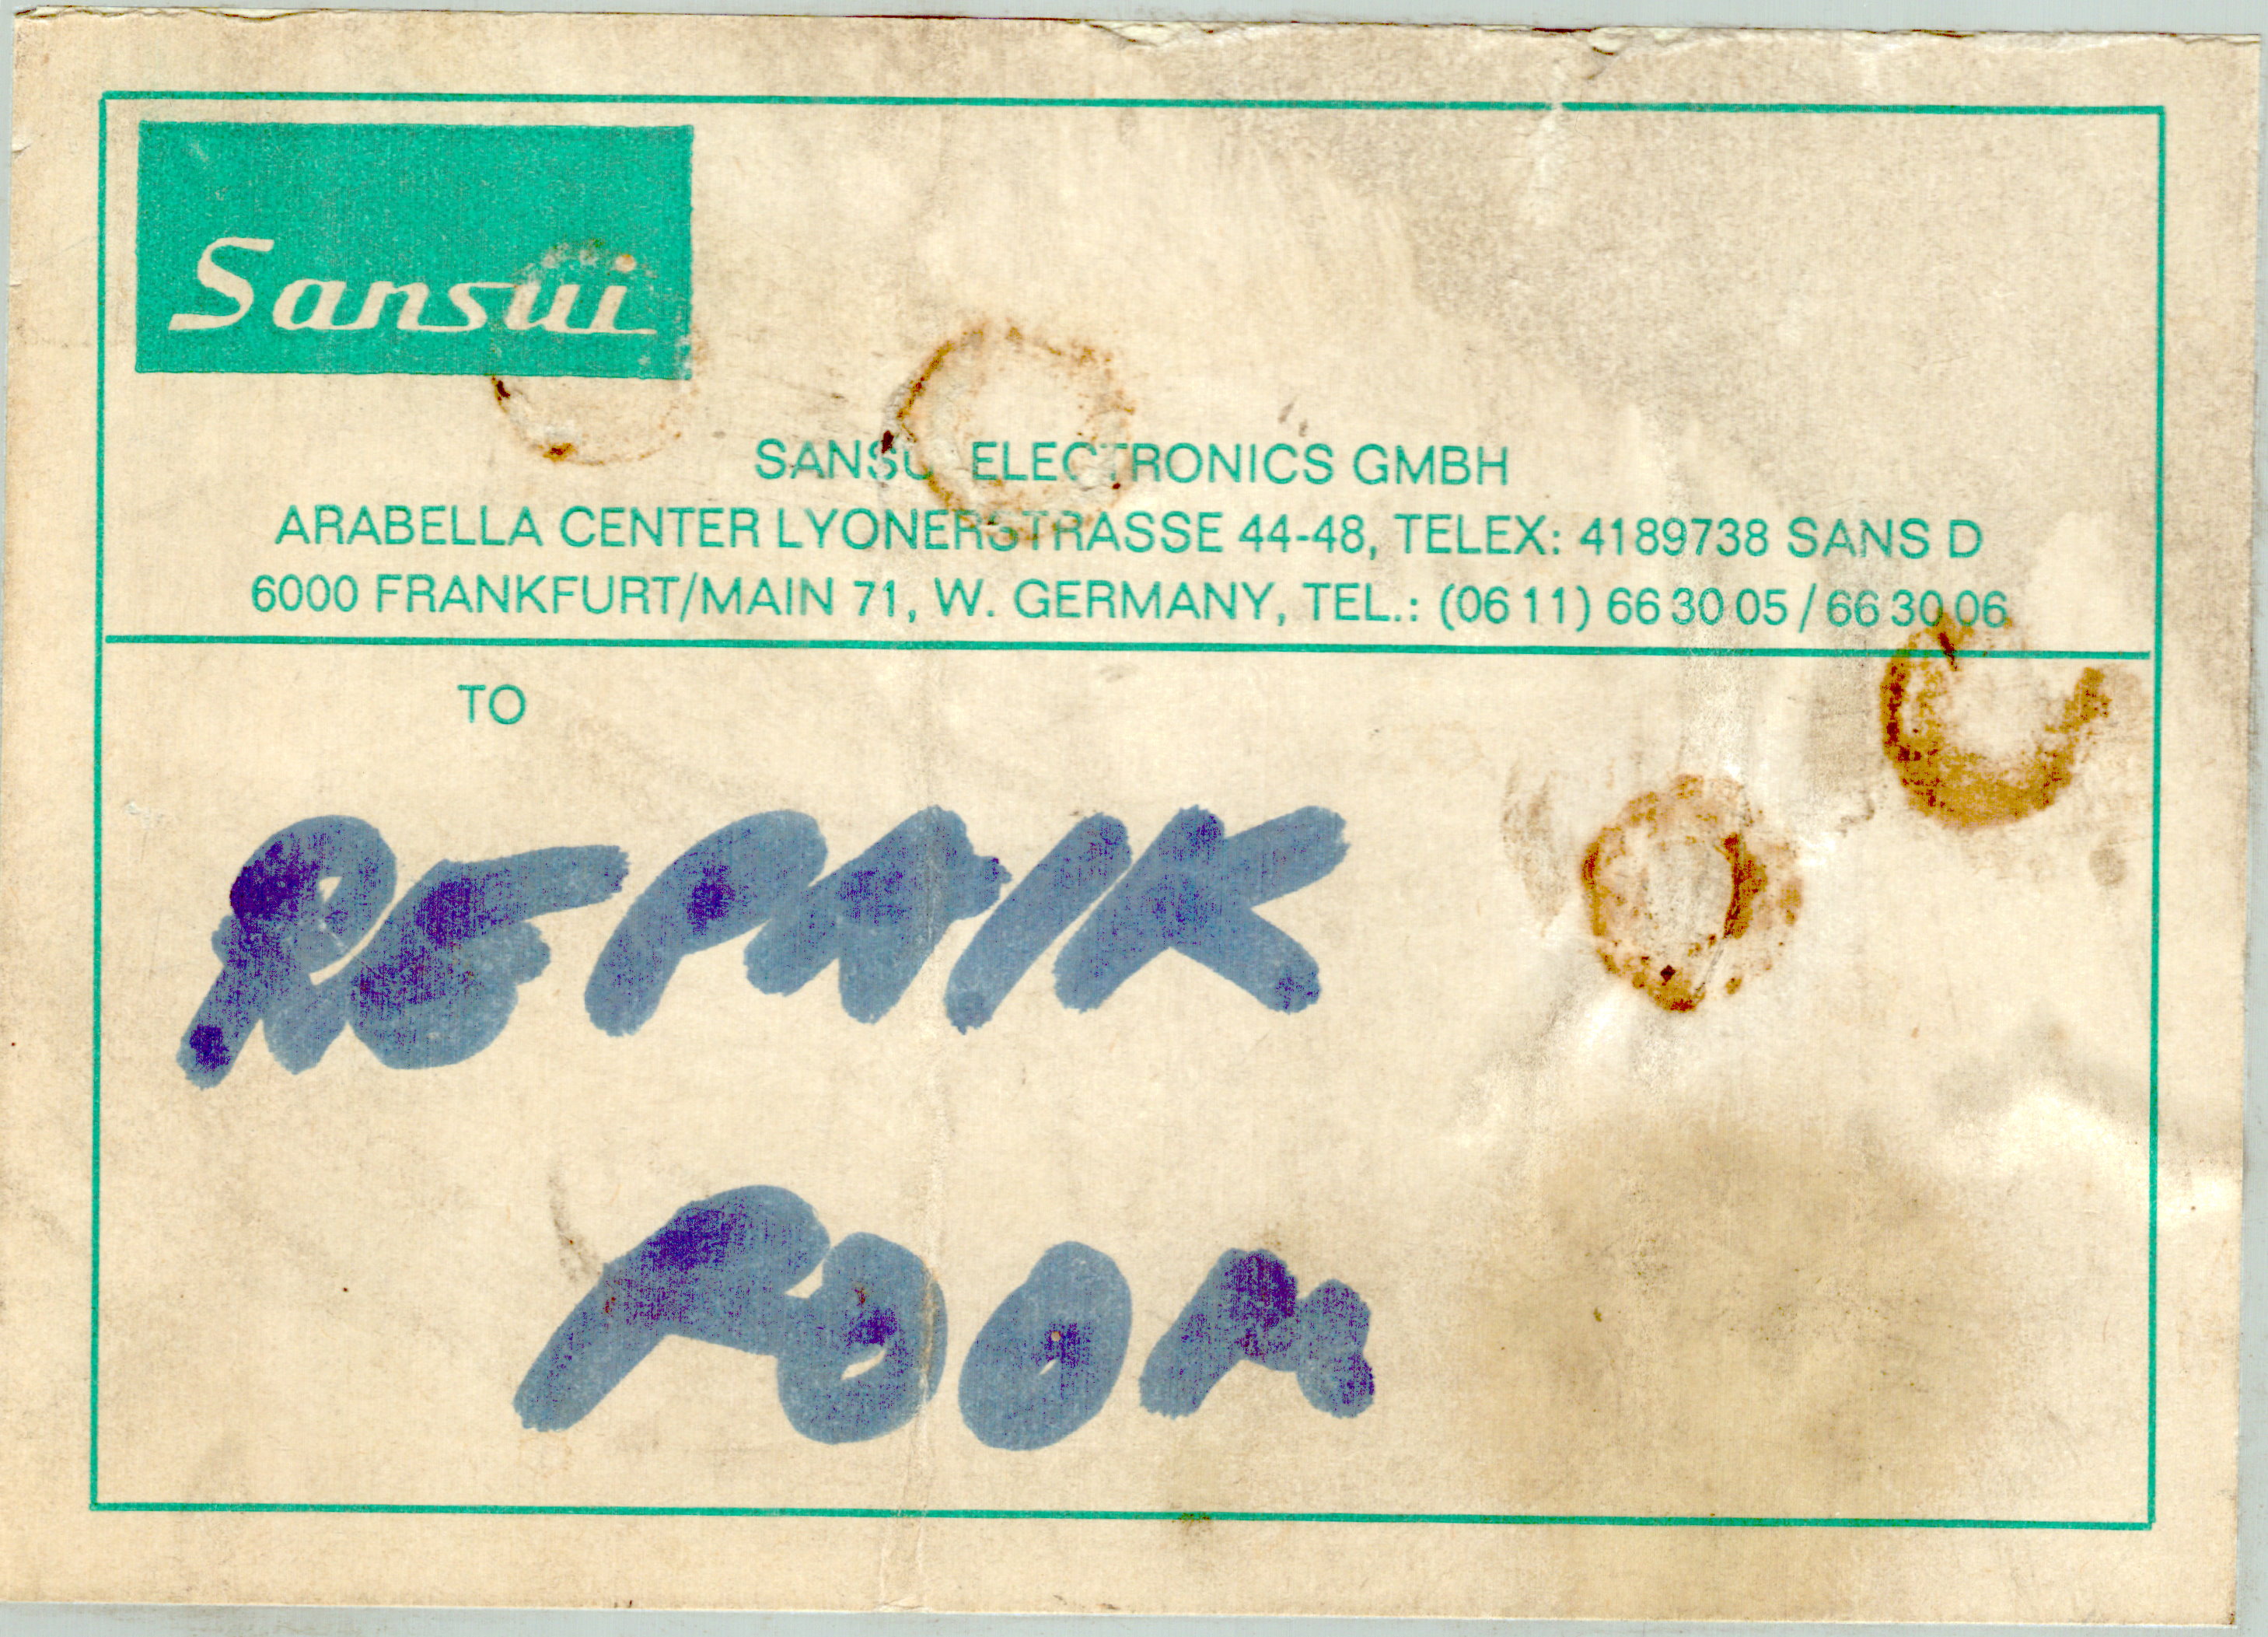 Sansui
SANSUI ELECTRONICS GMBH
ARABELLA CENTER LYONERSTRASSE 44-48, TELEX: 4189738 SANS D
6000 FRANKFURT/MAIN 71, W. GERMANY, TEL.: (06 11) 66 30 05 / 66 30 06
TO
REPAIR
ROOM